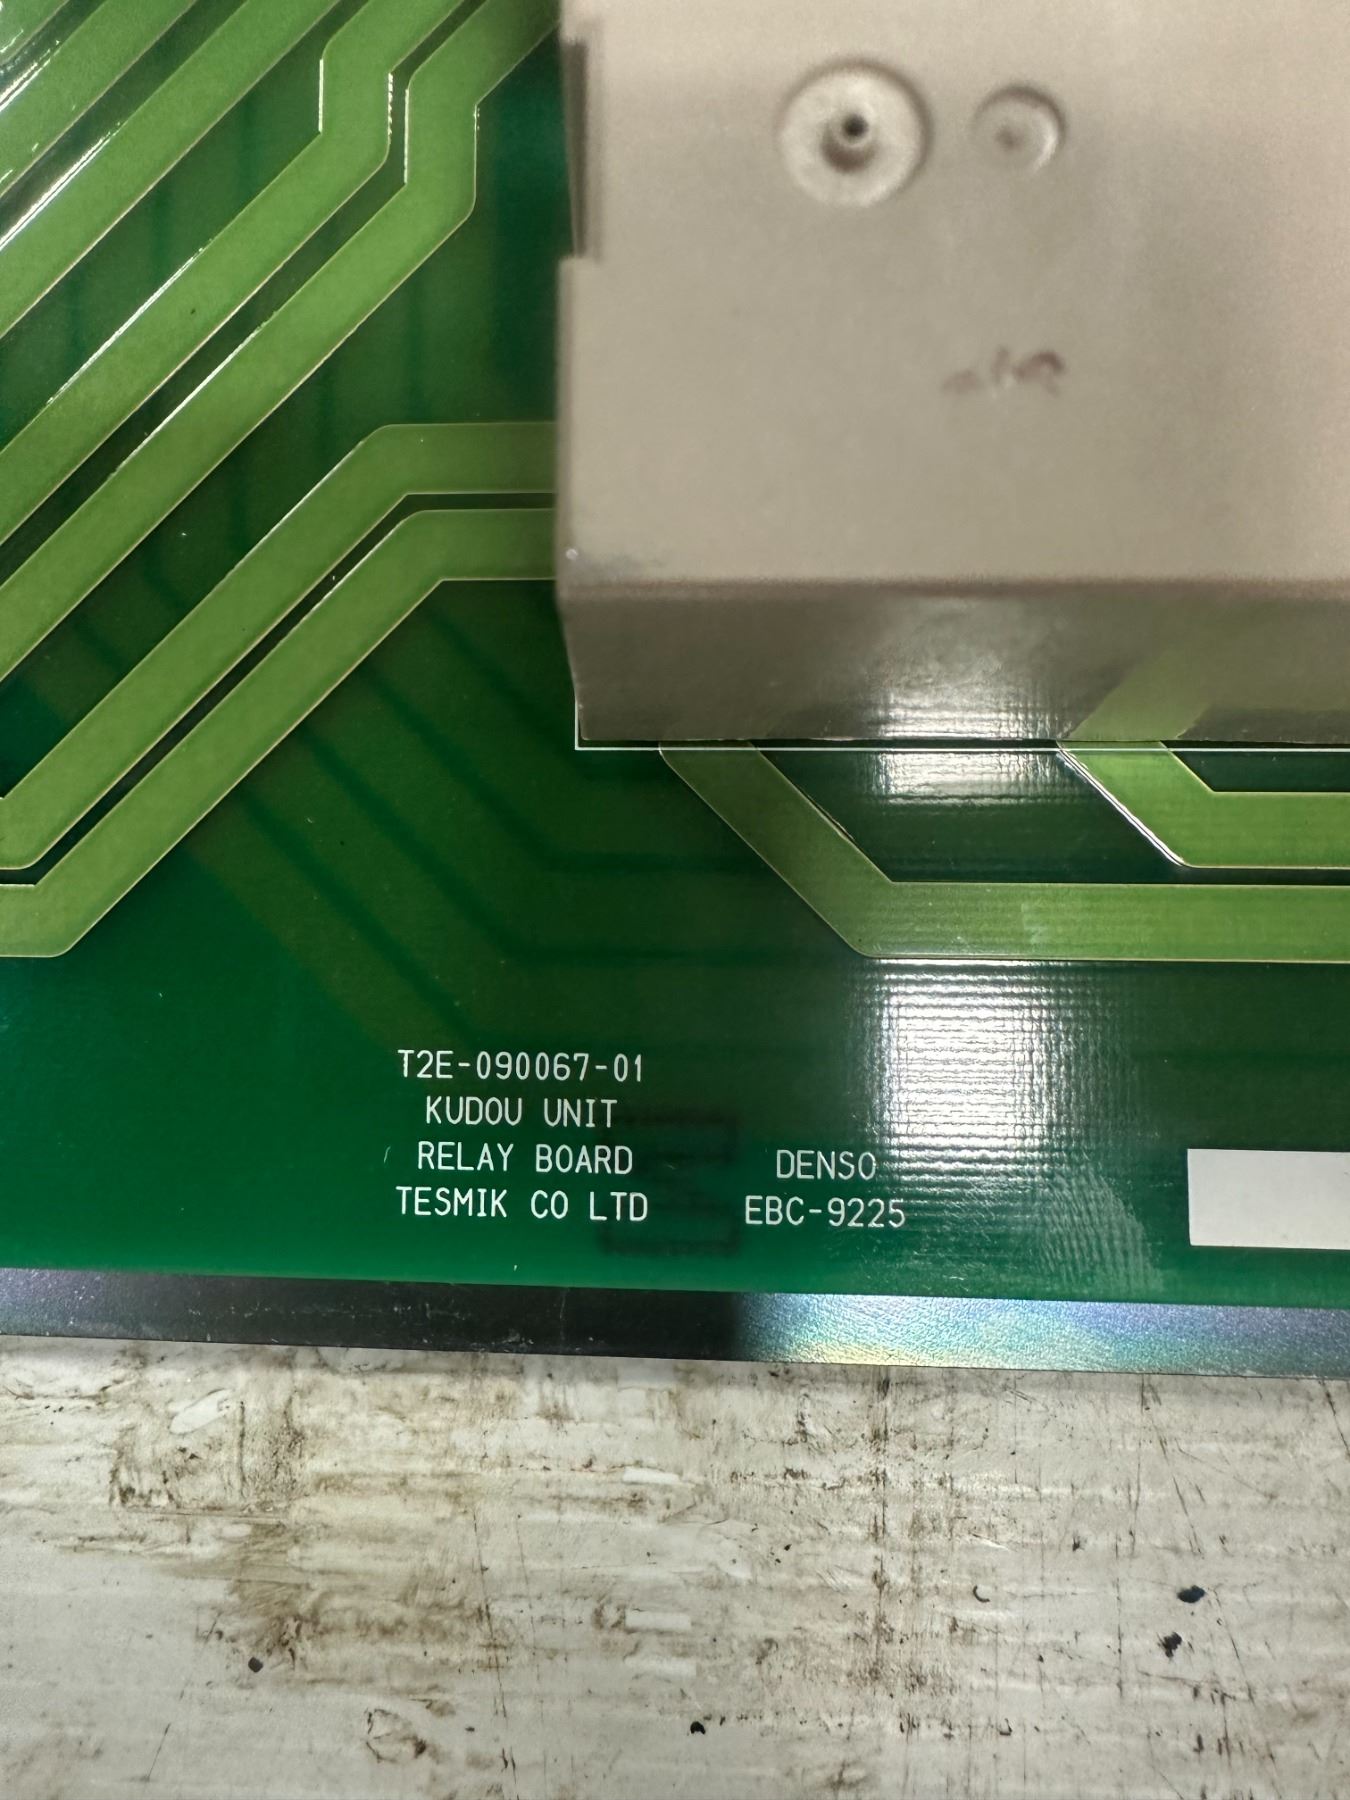 T2E-090067-01
KUDOU UNIT
RELAY BOARD
TESMIK CO LTD
DENSO
EBC-9225